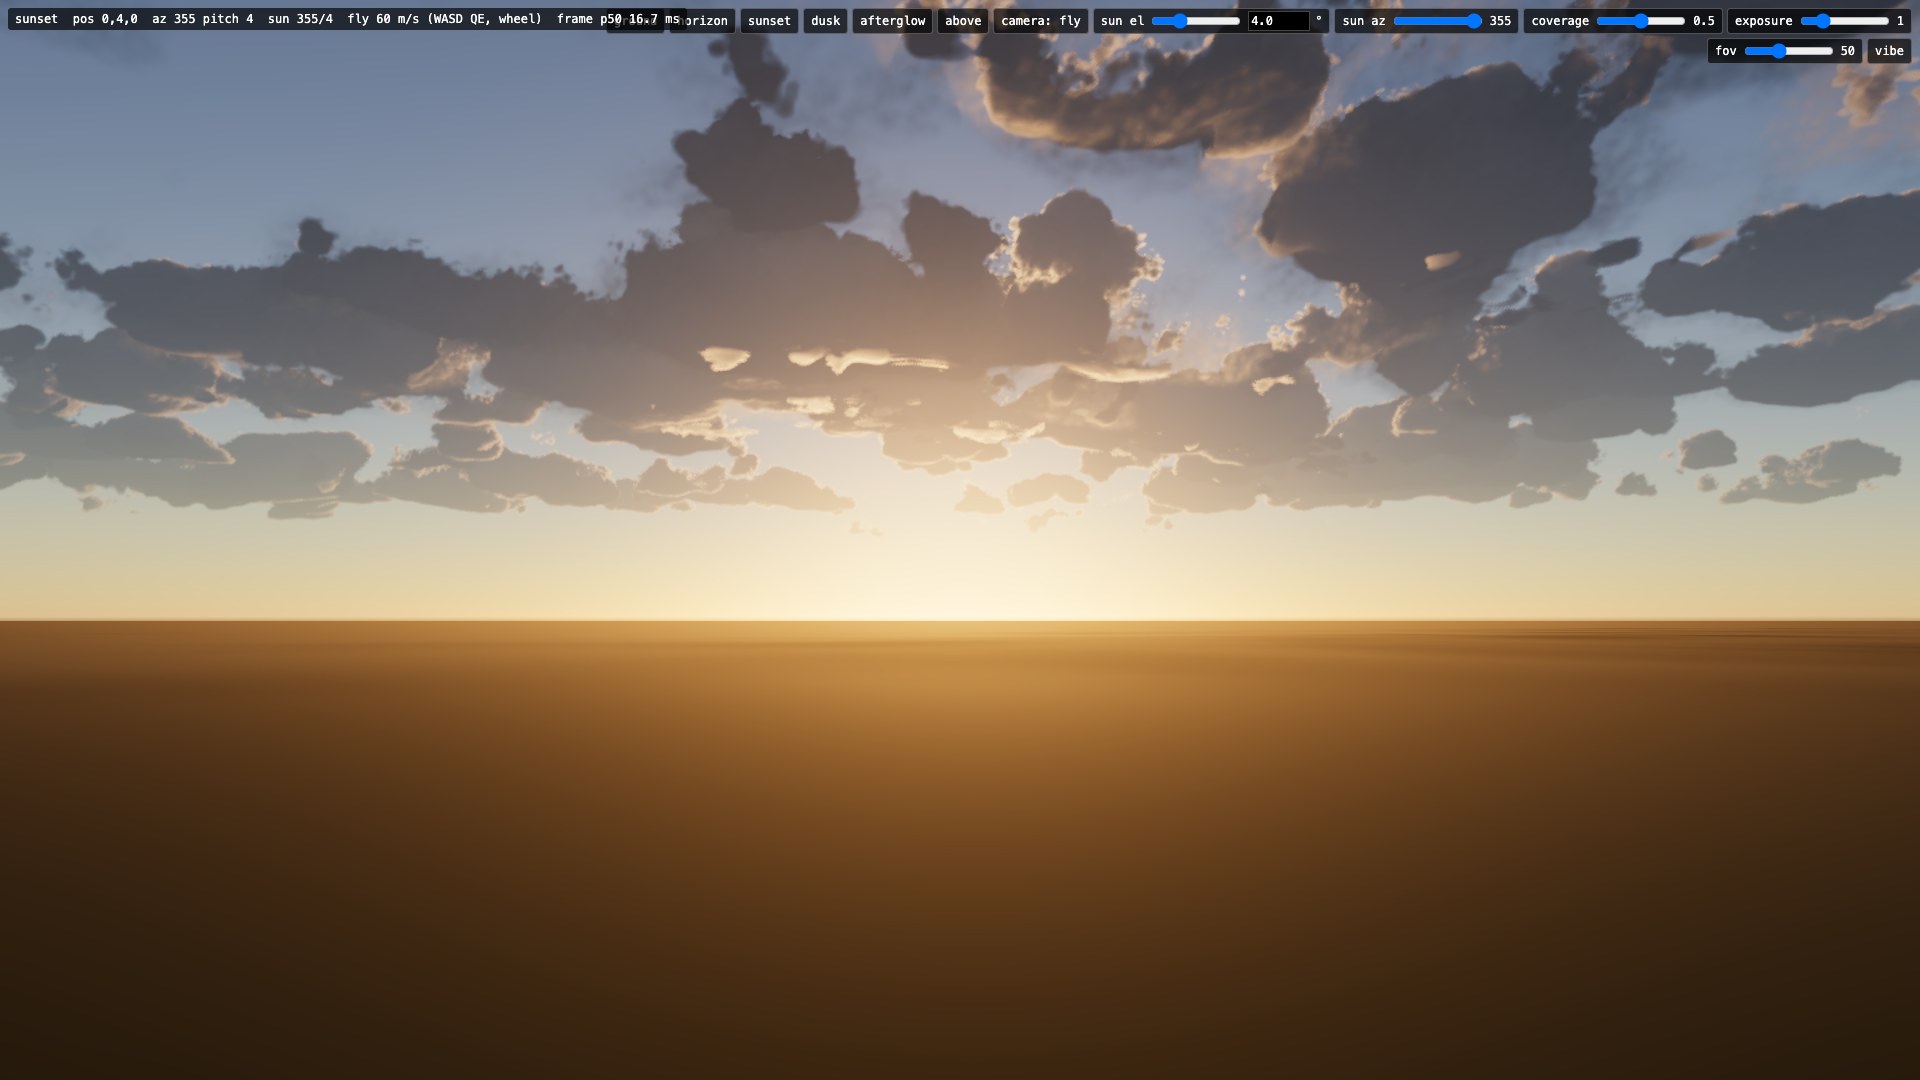 sunset pos 0,4,0 az 355 pitch 4 sun 355/4 fly 60 m/s (WASD QE, wheel) frame p50 16.7 ms horizon sunset dusk afterglow above camera: fly sun el 4.0 ° sun az 355 coverage 0.5 exposure 1
fov 50 vibe